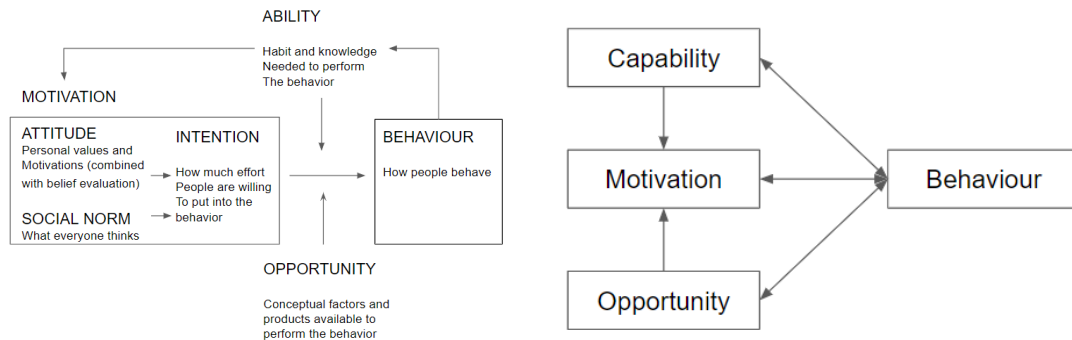 ABILITY
Habit and knowledge
Needed to perform
The behavior
MOTIVATION
ATTITUDE
Personal values and
Motivations (combined
with belief evaluation)
SOCIAL NORM
What everyone thinks
INTENTION
How much effort
People are willing
To put into the
behavior
BEHAVIOUR
How people behave
OPPORTUNITY
Conceptual factors and
products available to
perform the behavior
Capability
Motivation
Opportunity
Behaviour